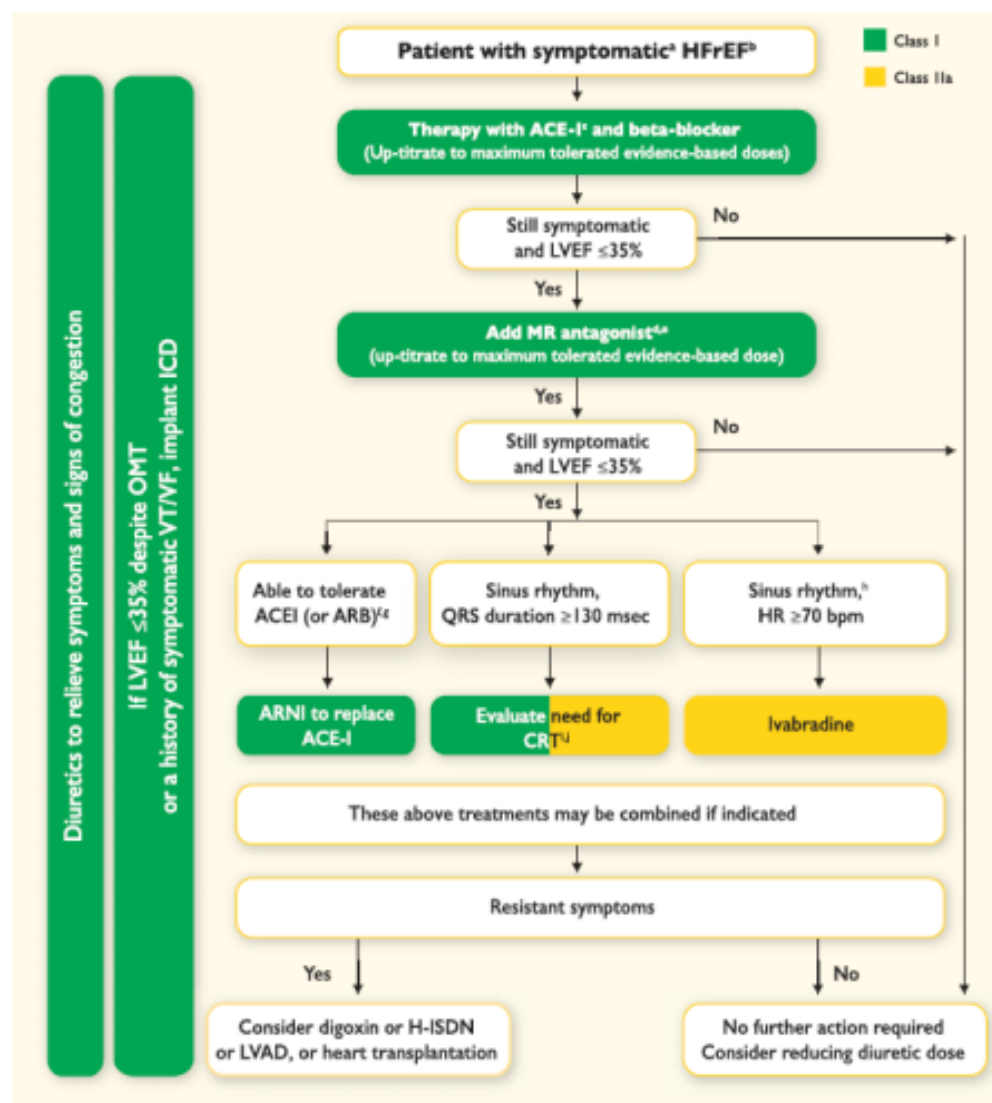 Patient with symptomaticᵃ HFrEFᵇ
Class I
Class IIa
Therapy with ACE-Iᶜ and beta-blocker
(Up-titrate to maximum tolerated evidence-based doses)
Still symptomatic
and LVEF ≤35%
No
Yes
Add MR antagonistᵈ,ᵉ
(up-titrate to maximum tolerated evidence-based dose)
Yes
Still symptomatic
and LVEF ≤35%
No
Yes
Able to tolerate
ACEI (or ARB)ᶠ,ᵍ
Sinus rhythm,
QRS duration ≥130 msec
Sinus rhythm,ʰ
HR ≥70 bpm
ARNI to replace
ACE-I
Evaluate need for
CRTⁱ,ʲ
Ivabradine
These above treatments may be combined if indicated
Resistant symptoms
Yes
No
Consider digoxin or H-ISDN
or LVAD, or heart transplantation
No further action required
Consider reducing diuretic dose
Diuretics to relieve symptoms and signs of congestion
If LVEF ≤35% despite OMT
or a history of symptomatic VT/VF, implant ICD